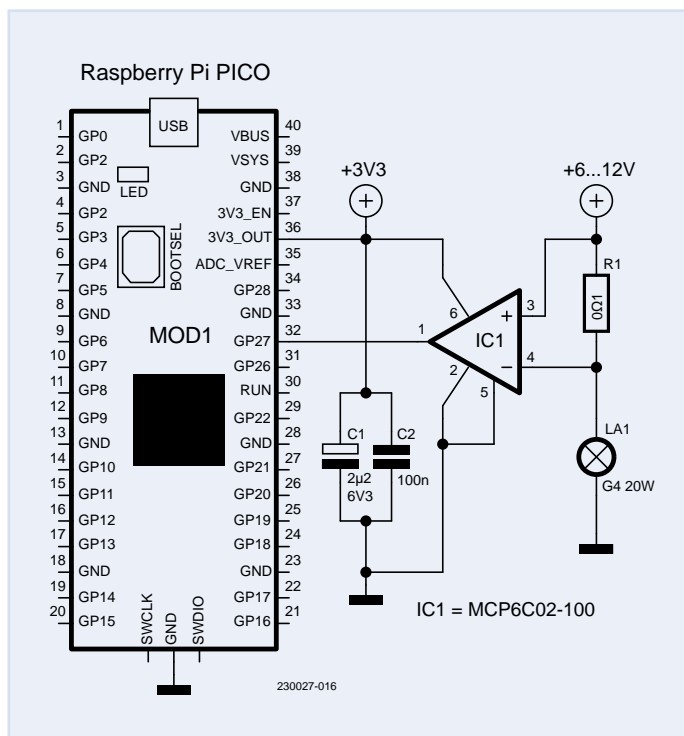 Raspberry Pi PICO
USB
LED
BOOTSEL
MOD1
1 GP0
2 GP2
3 GND
4 GP2
5 GP3
6 GP4
7 GP5
8 GND
9 GP6
10 GP7
11 GP8
12 GP9
13 GND
14 GP10
15 GP11
16 GP12
17 GP13
18 GND
19 GP14
20 GP15
SWCLK
GND
SWDIO
VBUS 40
VSYS 39
GND 38
3V3_EN 37
3V3_OUT 36
ADC_VREF 35
GP28 34
GND 33
GP27 32
GP26 31
RUN 30
GP22 29
GND 28
GP21 27
GP20 26
GP19 25
GP18 24
GND 23
GP17 22
GP16 21
+3V3
+
+6...12V
+
R1
0Ω1
6
3
+
1
IC1
2
–
4
5
C1
2µ2
6V3
C2
100n
LA1
G4 20W
IC1 = MCP6C02-100
230027-016